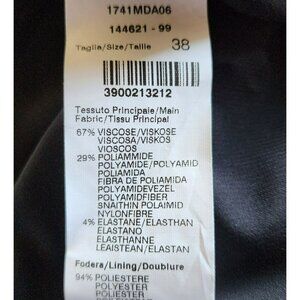 1741MDA06
144621 - 99
Taglia/Size/Taille 38
3900213212
Tessuto Principale/Main
Fabric/Tissu Principal
67% VISCOSE/VISKOSE
VISCOSA/VISKOS
VIOSCOS
29% POLIAMMIDE
POLYAMIDE/POLYAMID
POLIAMIDA
FIBRA DE POLIAMIDA
POLYAMIDVEZEL
POLYAMIDFIBER
SNAITHIN POLAIMID
NYLONFIBRE
4% ELASTANE/ELASTHAN
ELASTANO
ELASTHANNE
LEAISTEAN/ELASTAN
Fodera/Lining/Doublure
94% POLIESTERE
POLYESTER
POLIESTER